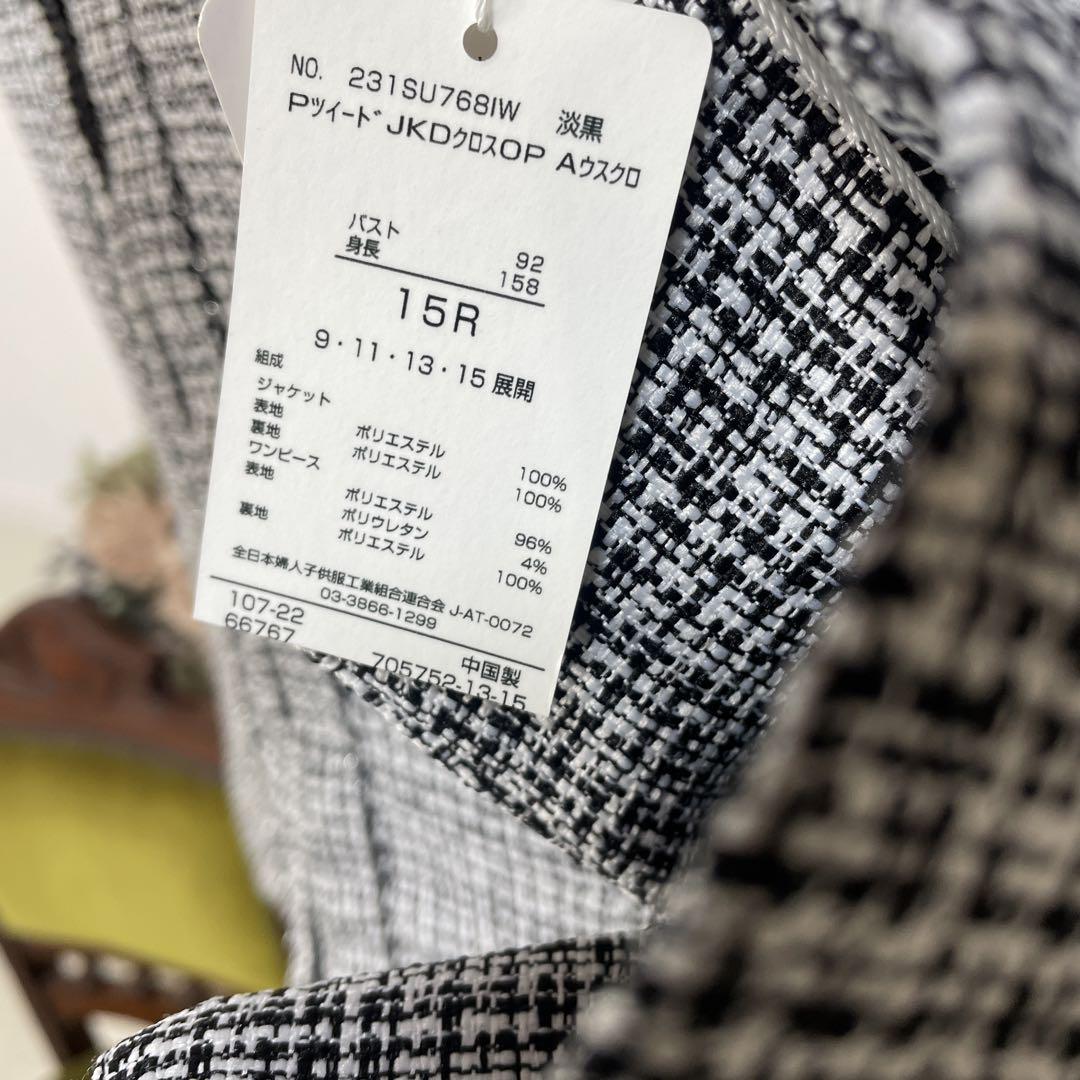 NO. 231SU768IW 淡黒
PツイードJKDクロスOP Aウスクロ
バスト 92
身長 158
15R
9・11・13・15展開
組成
ジャケット
表地 ポリエステル 100%
裏地 ポリエステル 100%
ワンピース
表地 ポリエステル 96%
ポリウレタン 4%
裏地 ポリエステル 100%
全日本婦人子供服工業組合連合会 J-AT-0072
03-3866-1299
107-22 中国製
66767 705752-13-15